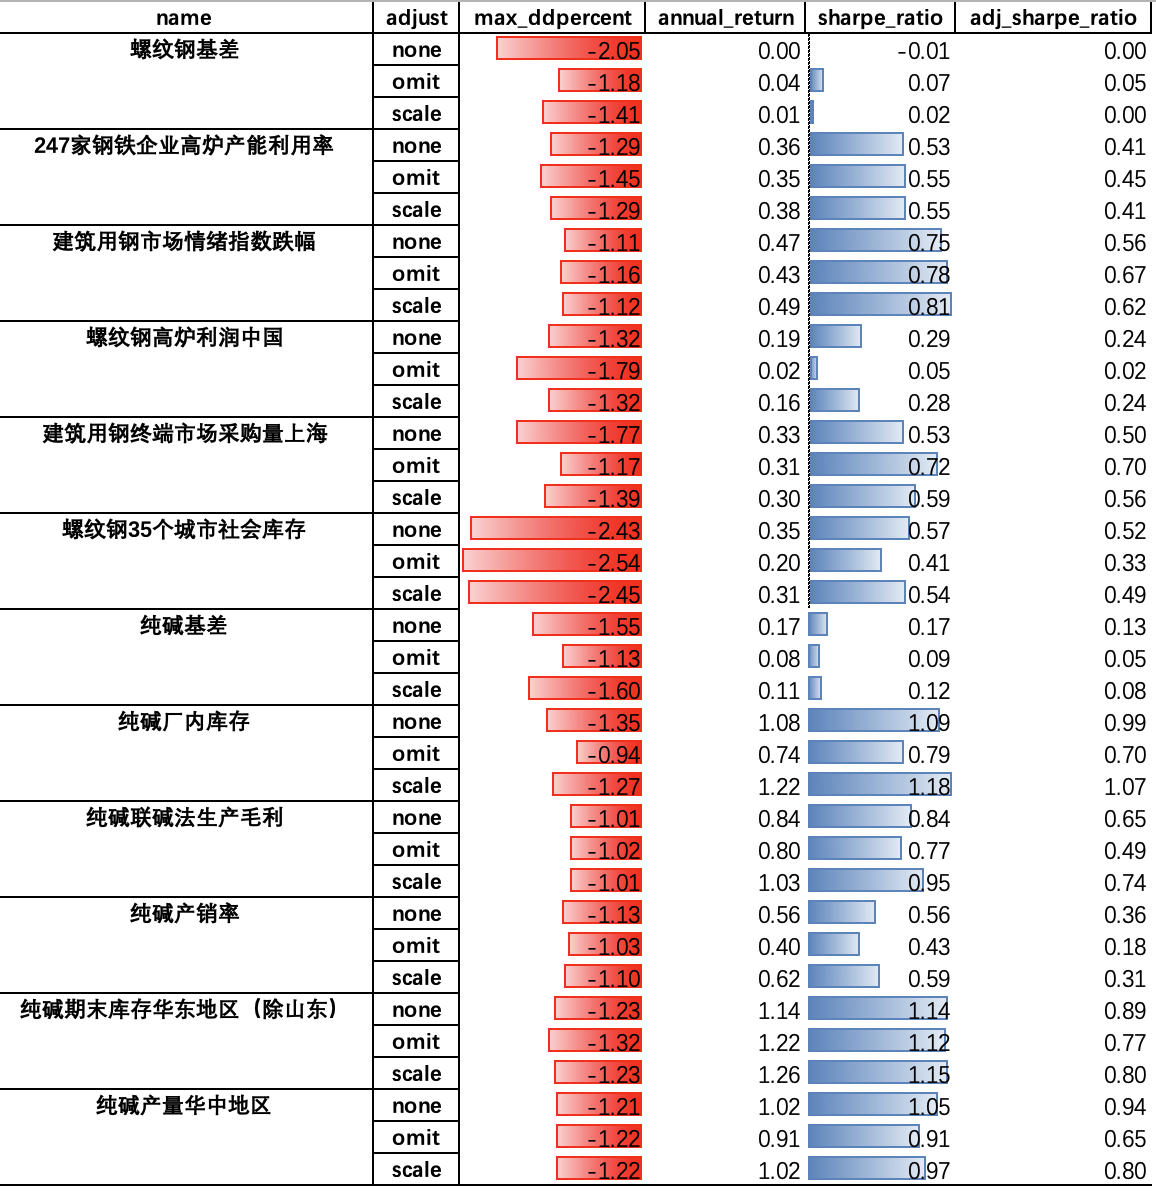 name adjust max_ddpercent annual_return sharpe_ratio adj_sharpe_ratio
螺纹钢基差 none -2.05 0.00 -0.01 0.00
omit -1.18 0.04 0.07 0.05
scale -1.41 0.01 0.02 0.00
247家钢铁企业高炉产能利用率 none -1.29 0.36 0.53 0.41
omit -1.45 0.35 0.55 0.45
scale -1.29 0.38 0.55 0.41
建筑用钢市场情绪指数跌幅 none -1.11 0.47 0.75 0.56
omit -1.16 0.43 0.78 0.67
scale -1.12 0.49 0.81 0.62
螺纹钢高炉利润中国 none -1.32 0.19 0.29 0.24
omit -1.79 0.02 0.05 0.02
scale -1.32 0.16 0.28 0.24
建筑用钢终端市场采购量上海 none -1.77 0.33 0.53 0.50
omit -1.17 0.31 0.72 0.70
scale -1.39 0.30 0.59 0.56
螺纹钢35个城市社会库存 none -2.43 0.35 0.57 0.52
omit -2.54 0.20 0.41 0.33
scale -2.45 0.31 0.54 0.49
纯碱基差 none -1.55 0.17 0.17 0.13
omit -1.13 0.08 0.09 0.05
scale -1.60 0.11 0.12 0.08
纯碱厂内库存 none -1.35 1.08 1.09 0.99
omit -0.94 0.74 0.79 0.70
scale -1.27 1.22 1.18 1.07
纯碱联碱法生产毛利 none -1.01 0.84 0.84 0.65
omit -1.02 0.80 0.77 0.49
scale -1.01 1.03 0.95 0.74
纯碱产销率 none -1.13 0.56 0.56 0.36
omit -1.03 0.40 0.43 0.18
scale -1.10 0.62 0.59 0.31
纯碱期末库存华东地区（除山东） none -1.23 1.14 1.14 0.89
omit -1.32 1.22 1.12 0.77
scale -1.23 1.26 1.15 0.80
纯碱产量华中地区 none -1.21 1.02 1.05 0.94
omit -1.22 0.91 0.91 0.65
scale -1.22 1.02 0.97 0.80